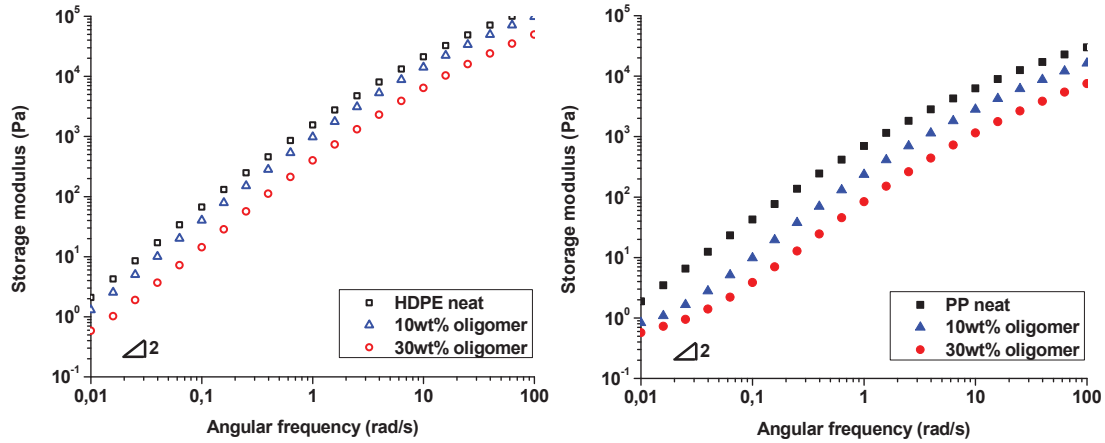 Storage modulus (Pa)
10^5
10^4
10^3
10^2
10^1
10^0
10^-1
HDPE neat
10wt% oligomer
30wt% oligomer
2
0,01
0,1
1
10
100
Angular frequency (rad/s)
Storage modulus (Pa)
10^5
10^4
10^3
10^2
10^1
10^0
10^-1
PP neat
10wt% oligomer
30wt% oligomer
2
0,01
0,1
1
10
100
Angular frequency (rad/s)